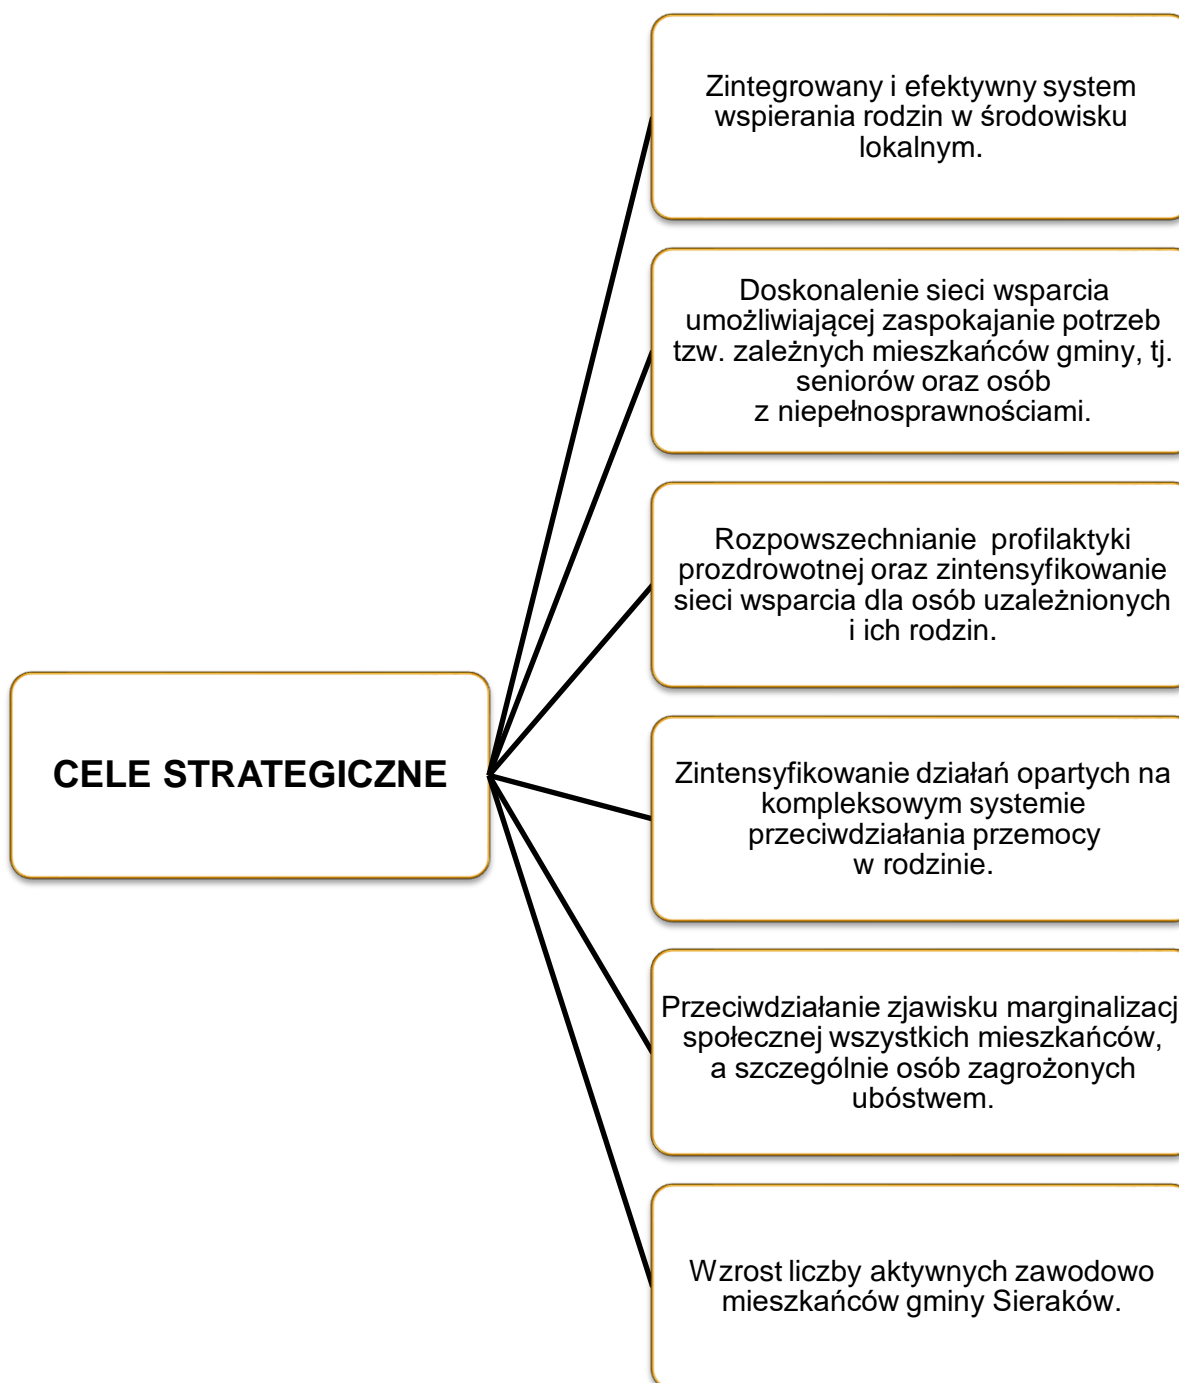 CELE STRATEGICZNE
Zintegrowany i efektywny system
wspierania rodzin w środowisku
lokalnym.
Doskonalenie sieci wsparcia
umożliwiającej zaspokajanie potrzeb
tzw. zależnych mieszkańców gminy, tj.
seniorów oraz osób
z niepełnosprawnościami.
Rozpowszechnianie profilaktyki
prozdrowotnej oraz zintensyfikowanie
sieci wsparcia dla osób uzależnionych
i ich rodzin.
Zintensyfikowanie działań opartych na
kompleksowym systemie
przeciwdziałania przemocy
w rodzinie.
Przeciwdziałanie zjawisku marginalizacj
społecznej wszystkich mieszkańców,
a szczególnie osób zagrożonych
ubóstwem.
Wzrost liczby aktywnych zawodowo
mieszkańców gminy Sieraków.